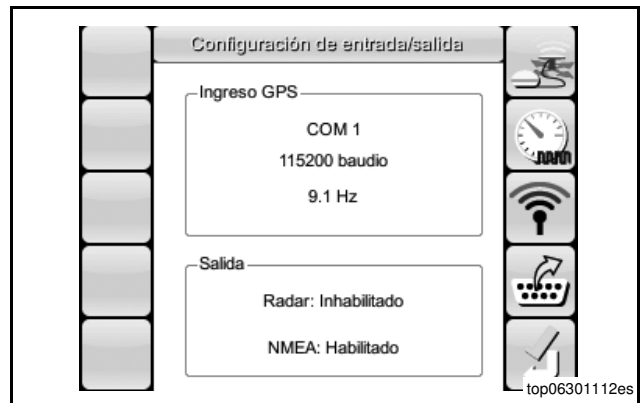 Configuración de entrada/salida
Ingreso GPS
COM 1
115200 baudio
9.1 Hz
Salida
Radar: Inhabilitado
NMEA: Habilitado
top06301112es